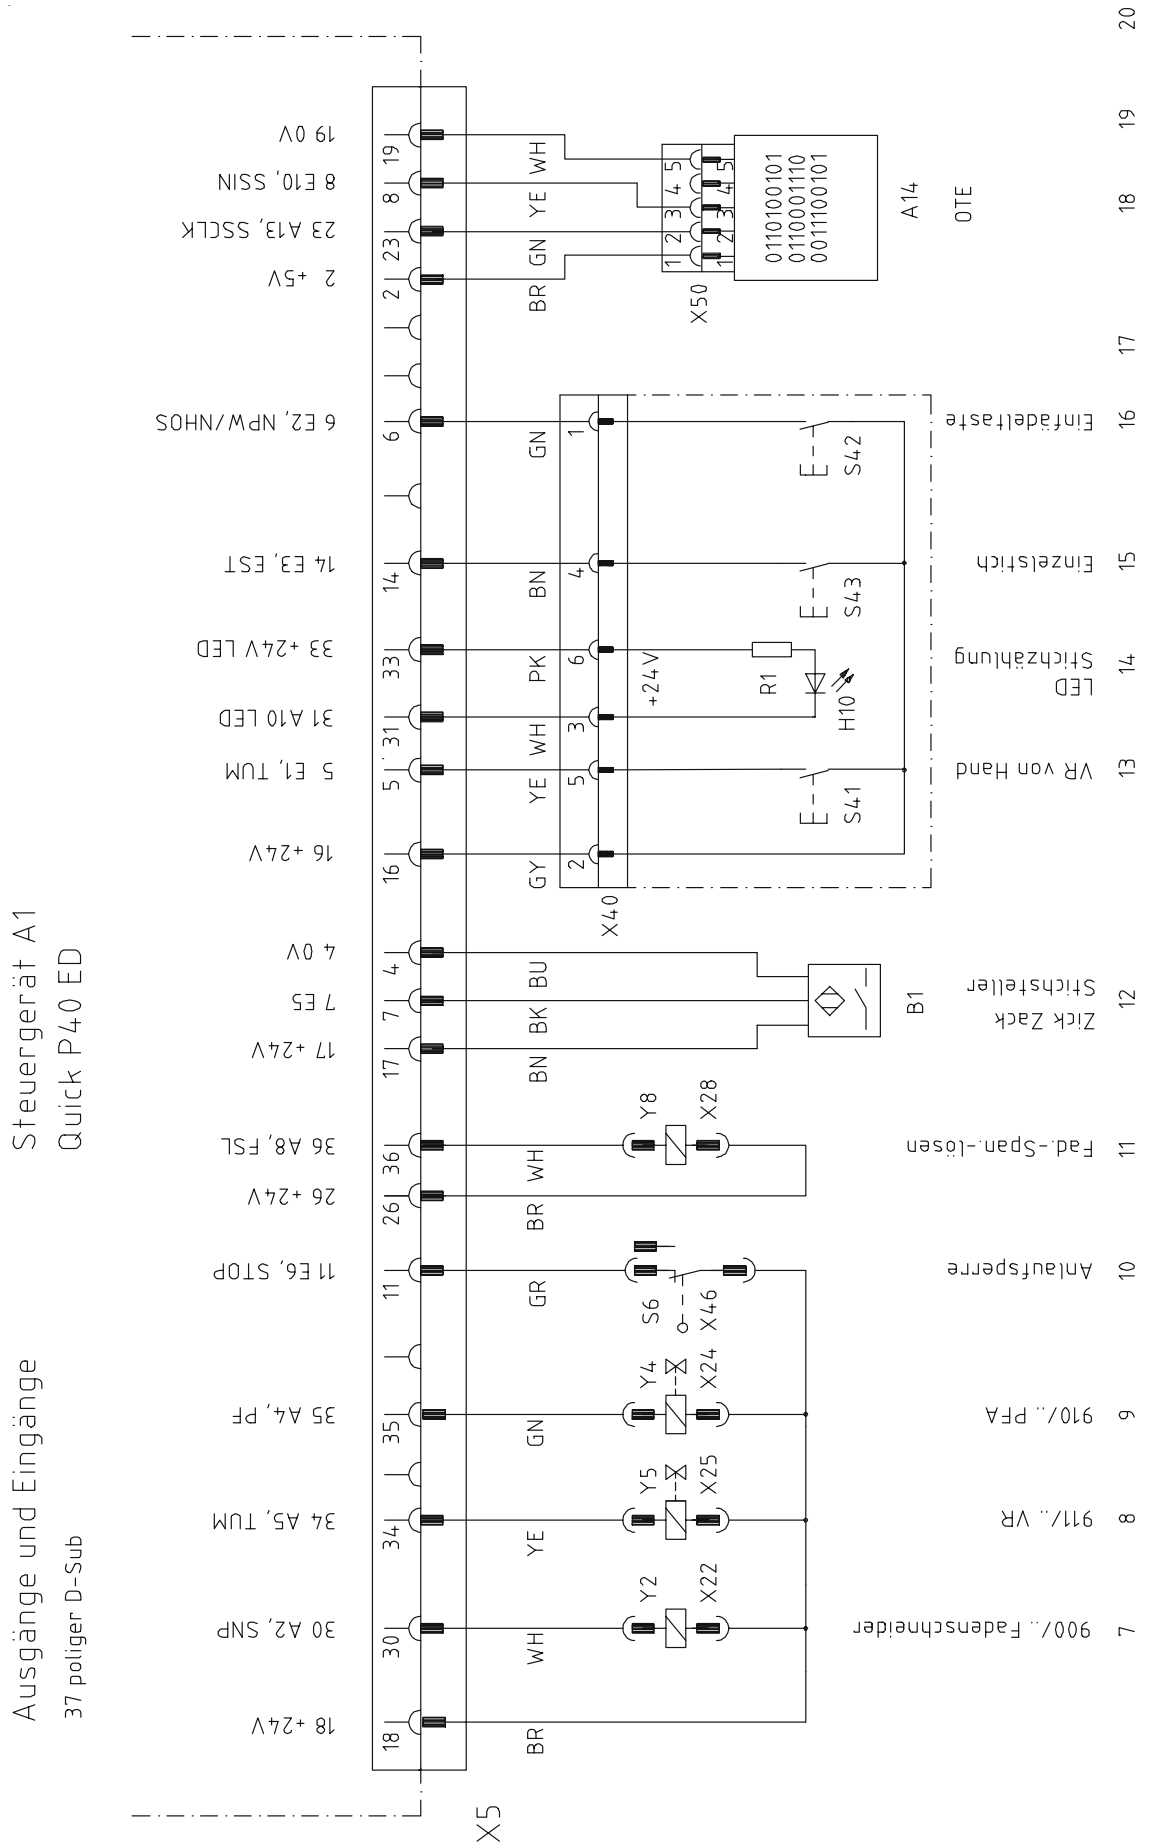 Ausgänge und Eingänge
37 poliger D-Sub
Steuergerät A1
Quick P40 ED
18 +24V
30 A2, SNP
34 A5, TUM
35 A4, PF
11 E6, STOP
26 +24V
36 A8, FSL
17 +24V
7 E5
4 0V
16 +24V
5 E1, TUM
31 A10 LED
33 +24V LED
14 E3, EST
6 E2, NPW/NHOS
2 +5V
23 A13, SSCLK
8 E10, SSIN
19 0V
18
30
34
35
11
26
36
17
7
4
16
5
31
33
14
6
2
23
8
19
X5
BR
WH
YE
GN
GR
BR
WH
BN
BK
BU
GY
YE
WH
PK
BN
GN
BR
GN
YE
WH
2
5
3
6
4
1
X40
+24V
1
2
3
4
5
1
2
3
4
5
X50
Y2
X22
Y5
X25
Y4
X24
S6
X46
Y8
X28
B1
S41
H10
R1
S43
S42
0110100101
0110001110
0011100101
A14
OTE
900/.. Fadenschneider
911/.. VR
910/.. PFA
Anlaufsperre
Fad.-Span.-lösen
Zick Zack
Stichsteller
VR von Hand
LED
Stichzählung
Einzelstich
Einfädeltaste
7
8
9
10
11
12
13
14
15
16
17
18
19
20